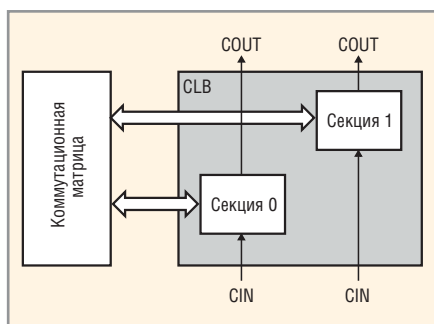 COUT COUT
CLB
Коммутационная
матрица
Секция 1
Секция 0
CIN CIN